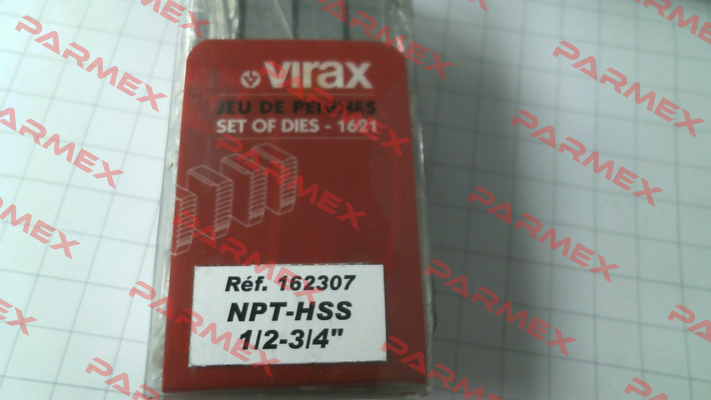 virax
JEU DE PEIGNES
SET OF DIES - 1621
Réf. 162307
NPT-HSS
1/2-3/4"
PARMEX